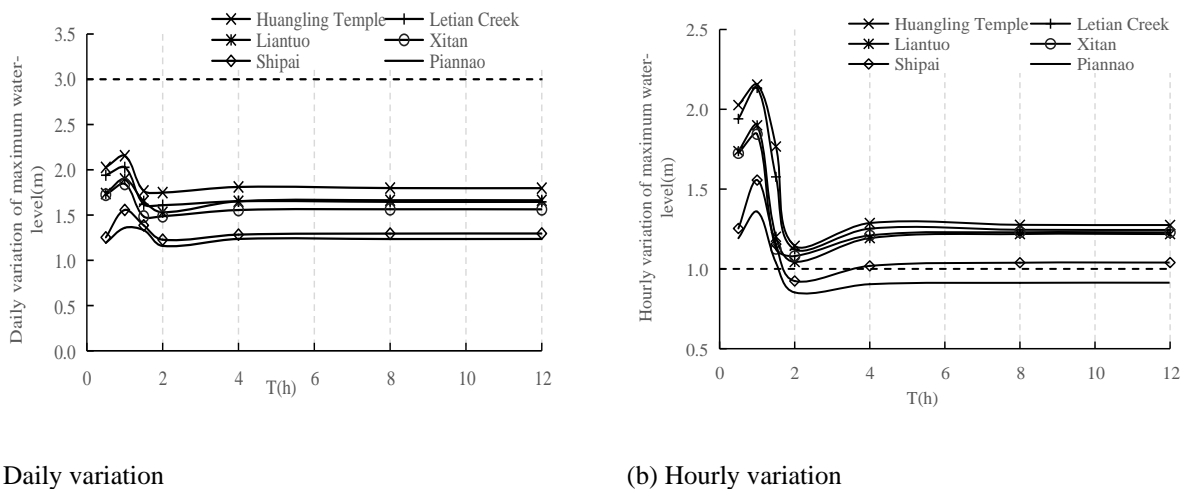 Huangling Temple Letian Creek
Liantuo Xitan
Shipai Piannao
3.5
3.0
2.5
2.0
1.5
1.0
0.5
0.0
0 2 4 6 8 10 12
T(h)
Daily variation of maximum water-
level(m)
Huangling Temple Letian Creek
Liantuo Xitan
Shipai Piannao
2.5
2.0
1.5
1.0
0.5
0 2 4 6 8 10 12
T(h)
Hourly variation of maximum water-
level(m)
Daily variation
(b) Hourly variation